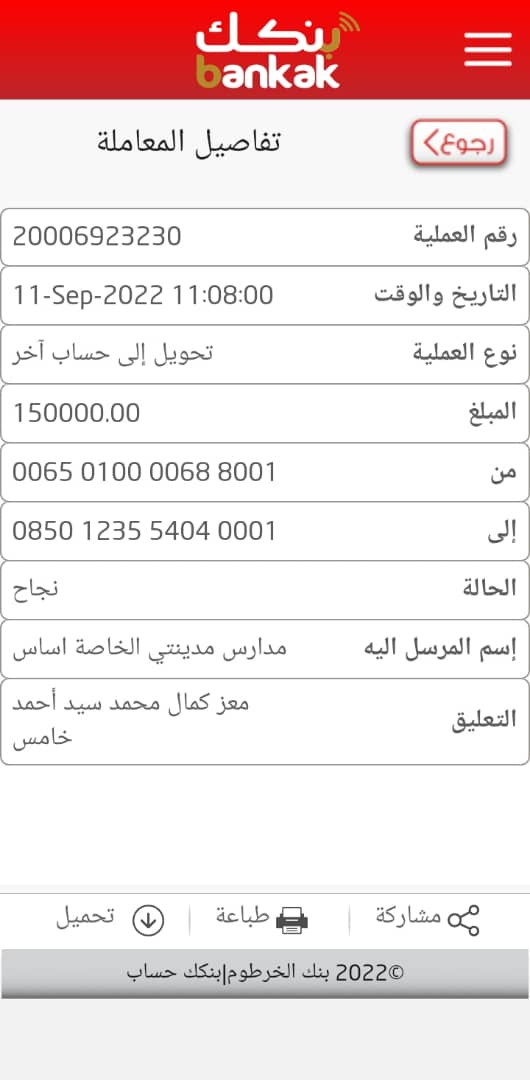 بنكك
bankak
رجوع
تفاصيل المعاملة
رقم العملية 20006923230
التاريخ والوقت 11-Sep-2022 11:08:00
نوع العملية تحويل إلى حساب آخر
المبلغ 150000.00
من 0065 0100 0068 8001
إلى 0850 1235 5404 0001
الحالة نجاح
إسم المرسل اليه مدارس مدينتي الخاصة اساس
التعليق معز كمال محمد سيد أحمد
خامس
مشاركة طباعة تحميل
©2022 بنك الخرطوم|بنكك حساب